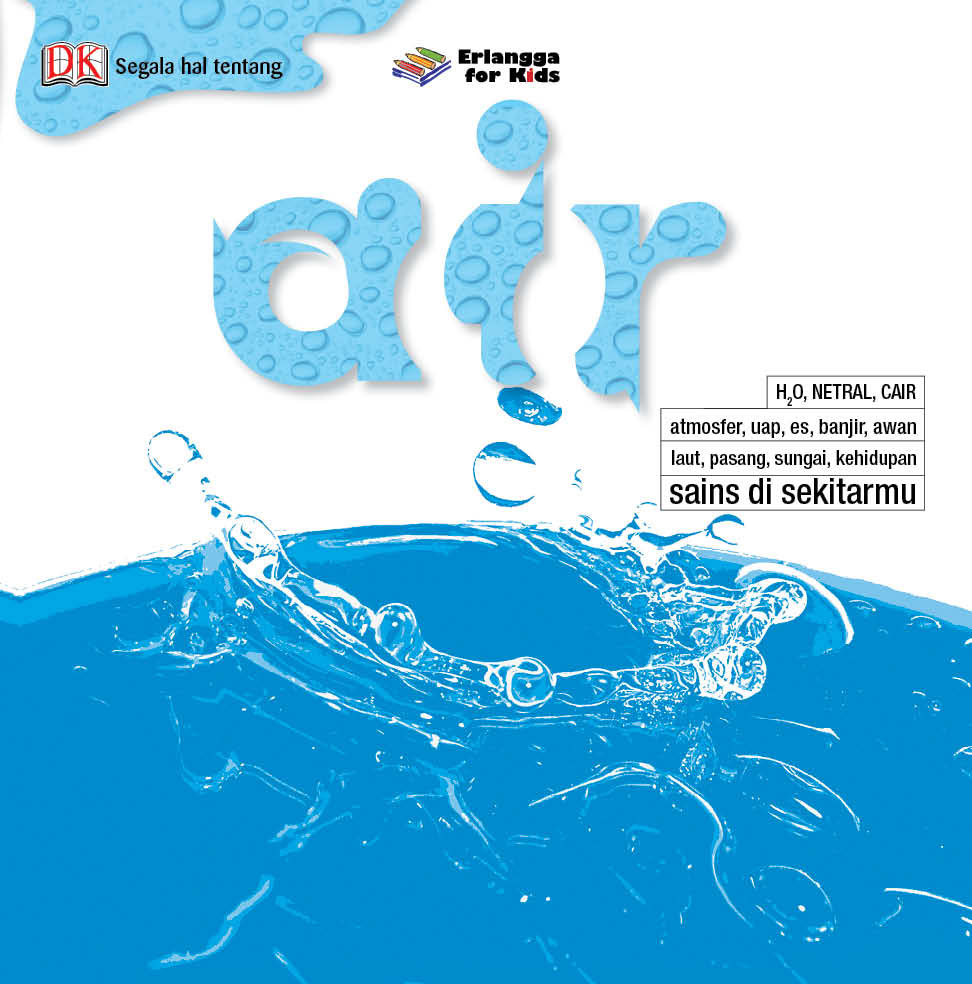 DK Segala hal tentang
Erlangga
for Kids
air
H₂O, NETRAL, CAIR
atmosfer, uap, es, banjir, awan
laut, pasang, sungai, kehidupan
sains di sekitarmu